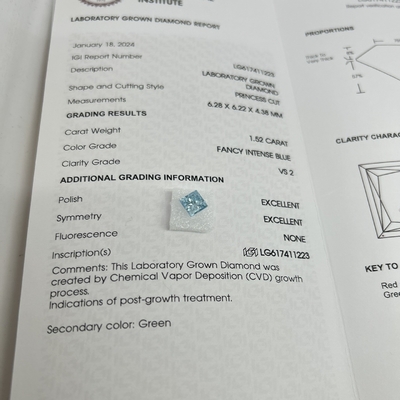 INSTITUTE
LABORATORY GROWN DIAMOND REPORT
January 18, 2024
IGI Report Number LG617411223
Description LABORATORY GROWN DIAMOND
Shape and Cutting Style PRINCESS CUT
Measurements 6.28 X 6.22 X 4.38 MM
GRADING RESULTS
Carat Weight 1.52 CARAT
Color Grade FANCY INTENSE BLUE
Clarity Grade VS 2
ADDITIONAL GRADING INFORMATION
Polish EXCELLENT
Symmetry EXCELLENT
Fluorescence NONE
Inscription(s) LG617411223
Comments: This Laboratory Grown Diamond was
created by Chemical Vapor Deposition (CVD) growth
process.
Indications of post-growth treatment.
Secondary color: Green
PROPORTIONS
CLARITY CHARAC
KEY TO
Red
Gree